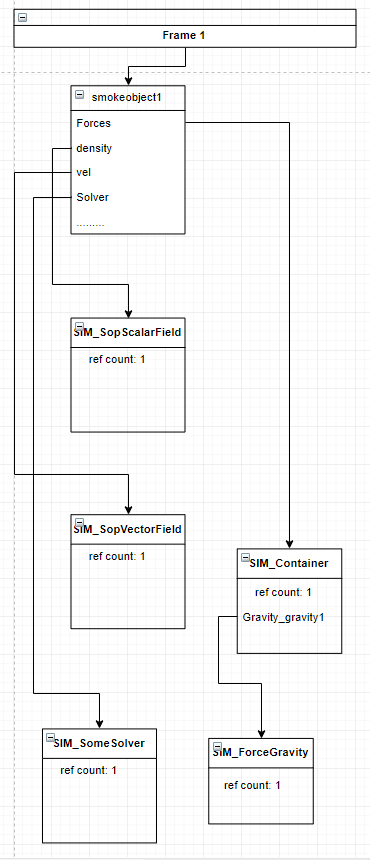 Frame 1
smokeobject1
Forces
density
vel
Solver
.........
SIM_SopScalarField
ref count: 1
SIM_SopVectorField
ref count: 1
SIM_Container
ref count: 1
Gravity_gravity1
SIM_SomeSolver
ref count: 1
SIM_ForceGravity
ref count: 1